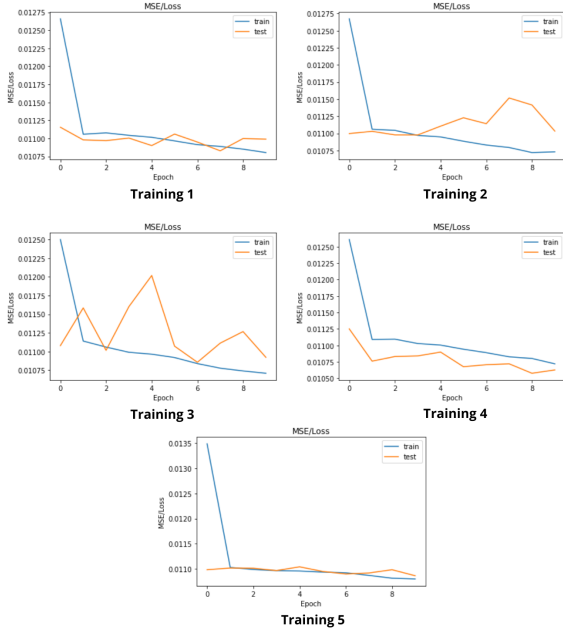 MSE/Loss
0.01275
0.01250
0.01225
0.01200
0.01175
0.01150
0.01125
0.01100
0.01075
MSE/Loss
train
test
0 2 4 6 8
Epoch
Training 1
MSE/Loss
0.01275
0.01250
0.01225
0.01200
0.01175
0.01150
0.01125
0.01100
0.01075
MSE/Loss
train
test
0 2 4 6 8
Epoch
Training 2
MSE/Loss
0.01250
0.01225
0.01200
0.01175
0.01150
0.01125
0.01100
0.01075
MSE/Loss
train
test
0 2 4 6 8
Epoch
Training 3
MSE/Loss
0.01250
0.01225
0.01200
0.01175
0.01150
0.01125
0.01100
0.01075
0.01050
MSE/Loss
train
test
0 2 4 6 8
Epoch
Training 4
MSE/Loss
0.0135
0.0130
0.0125
0.0120
0.0115
0.0110
MSE/Loss
train
test
0 2 4 6 8
Epoch
Training 5